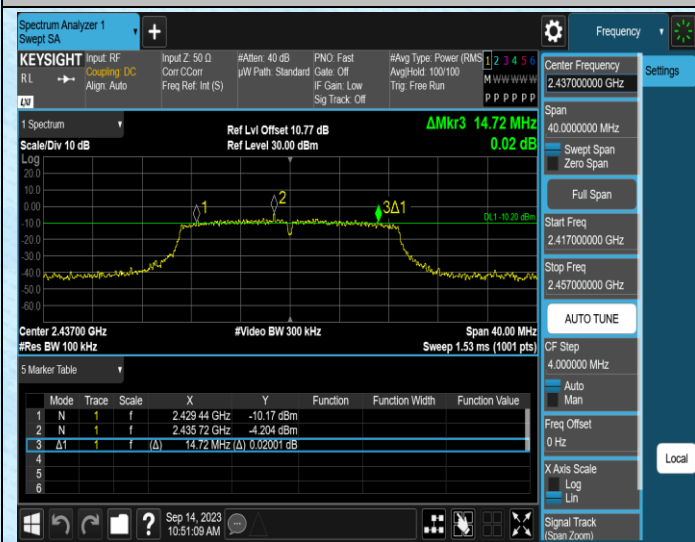 Spectrum Analyzer 1
Swept SA
+
Frequency
KEYSIGHT
RL
LXI
Input: RF
Coupling: DC
Align: Auto
Input Z: 50 Ω
Corr CCorr
Freq Ref: Int (S)
#Atten: 40 dB
µW Path: Standard
PNO: Fast
Gate: Off
IF Gain: Low
Sig Track: Off
#Avg Type: Power (RMS
Avg|Hold: 100/100
Trig: Free Run
1 2 3 4 5 6
M W W W W W
P P P P P P
1 Spectrum
Scale/Div 10 dB
Ref Lvl Offset 10.77 dB
Ref Level 30.00 dBm
ΔMkr3 14.72 MHz
0.02 dB
Log
20.0
10.0
0.00
-10.0
-20.0
-30.0
-40.0
-50.0
-60.0
1
2
3Δ1
DL1 -10.20 dBm
Center 2.43700 GHz
#Res BW 100 kHz
#Video BW 300 kHz
Span 40.00 MHz
Sweep 1.53 ms (1001 pts)
5 Marker Table
Mode Trace Scale X Y Function Function Width Function Value
1 N 1 f 2.429 44 GHz -10.17 dBm
2 N 1 f 2.435 72 GHz -4.204 dBm
3 Δ1 1 f (Δ) 14.72 MHz (Δ) 0.02001 dB
4
5
6
Sep 14, 2023
10:51:09 AM
?
Center Frequency
2.437000000 GHz
Span
40.0000000 MHz
Swept Span
Zero Span
Full Span
Start Freq
2.417000000 GHz
Stop Freq
2.457000000 GHz
AUTO TUNE
CF Step
4.000000 MHz
Auto
Man
Freq Offset
0 Hz
X Axis Scale
Log
Lin
Signal Track
(Span Zoom)
Settings
Local